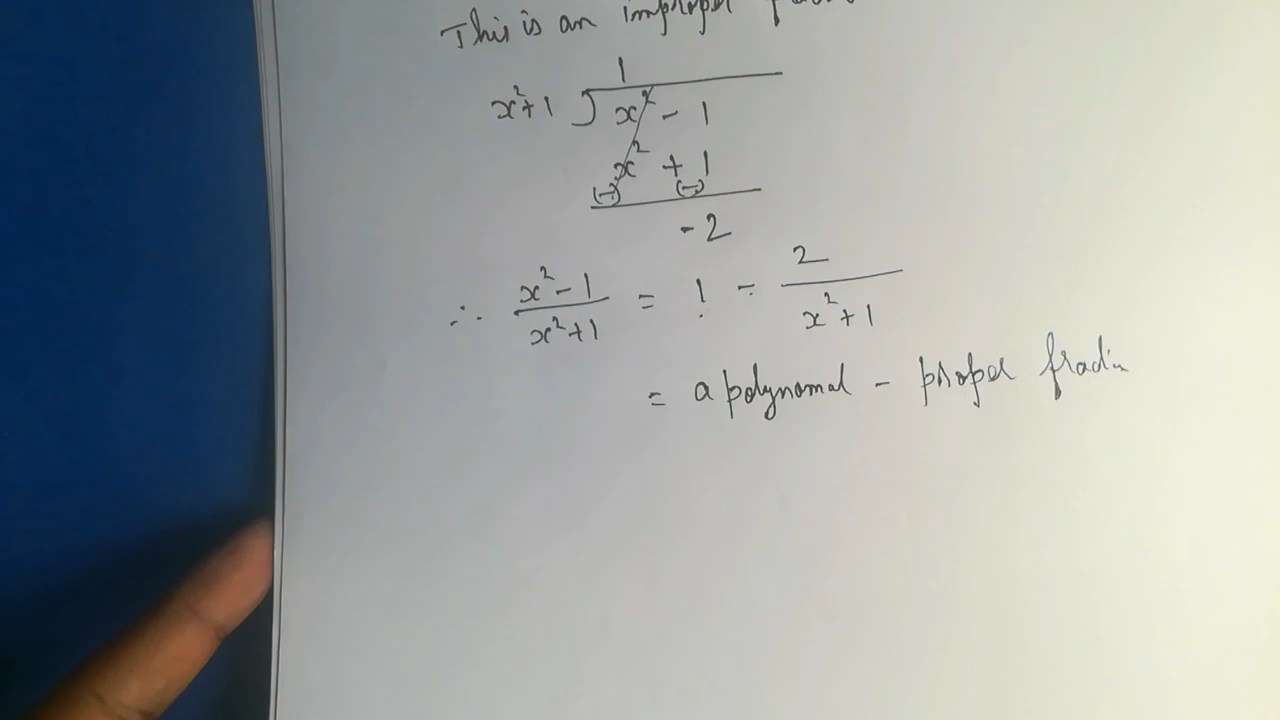 This is an improper
1
x²+1 ) x² - 1
x² + 1
(-) (-)
- 2
∴ x² - 1 / x² + 1 = 1 - 2 / x² + 1
= a polynomal - proper